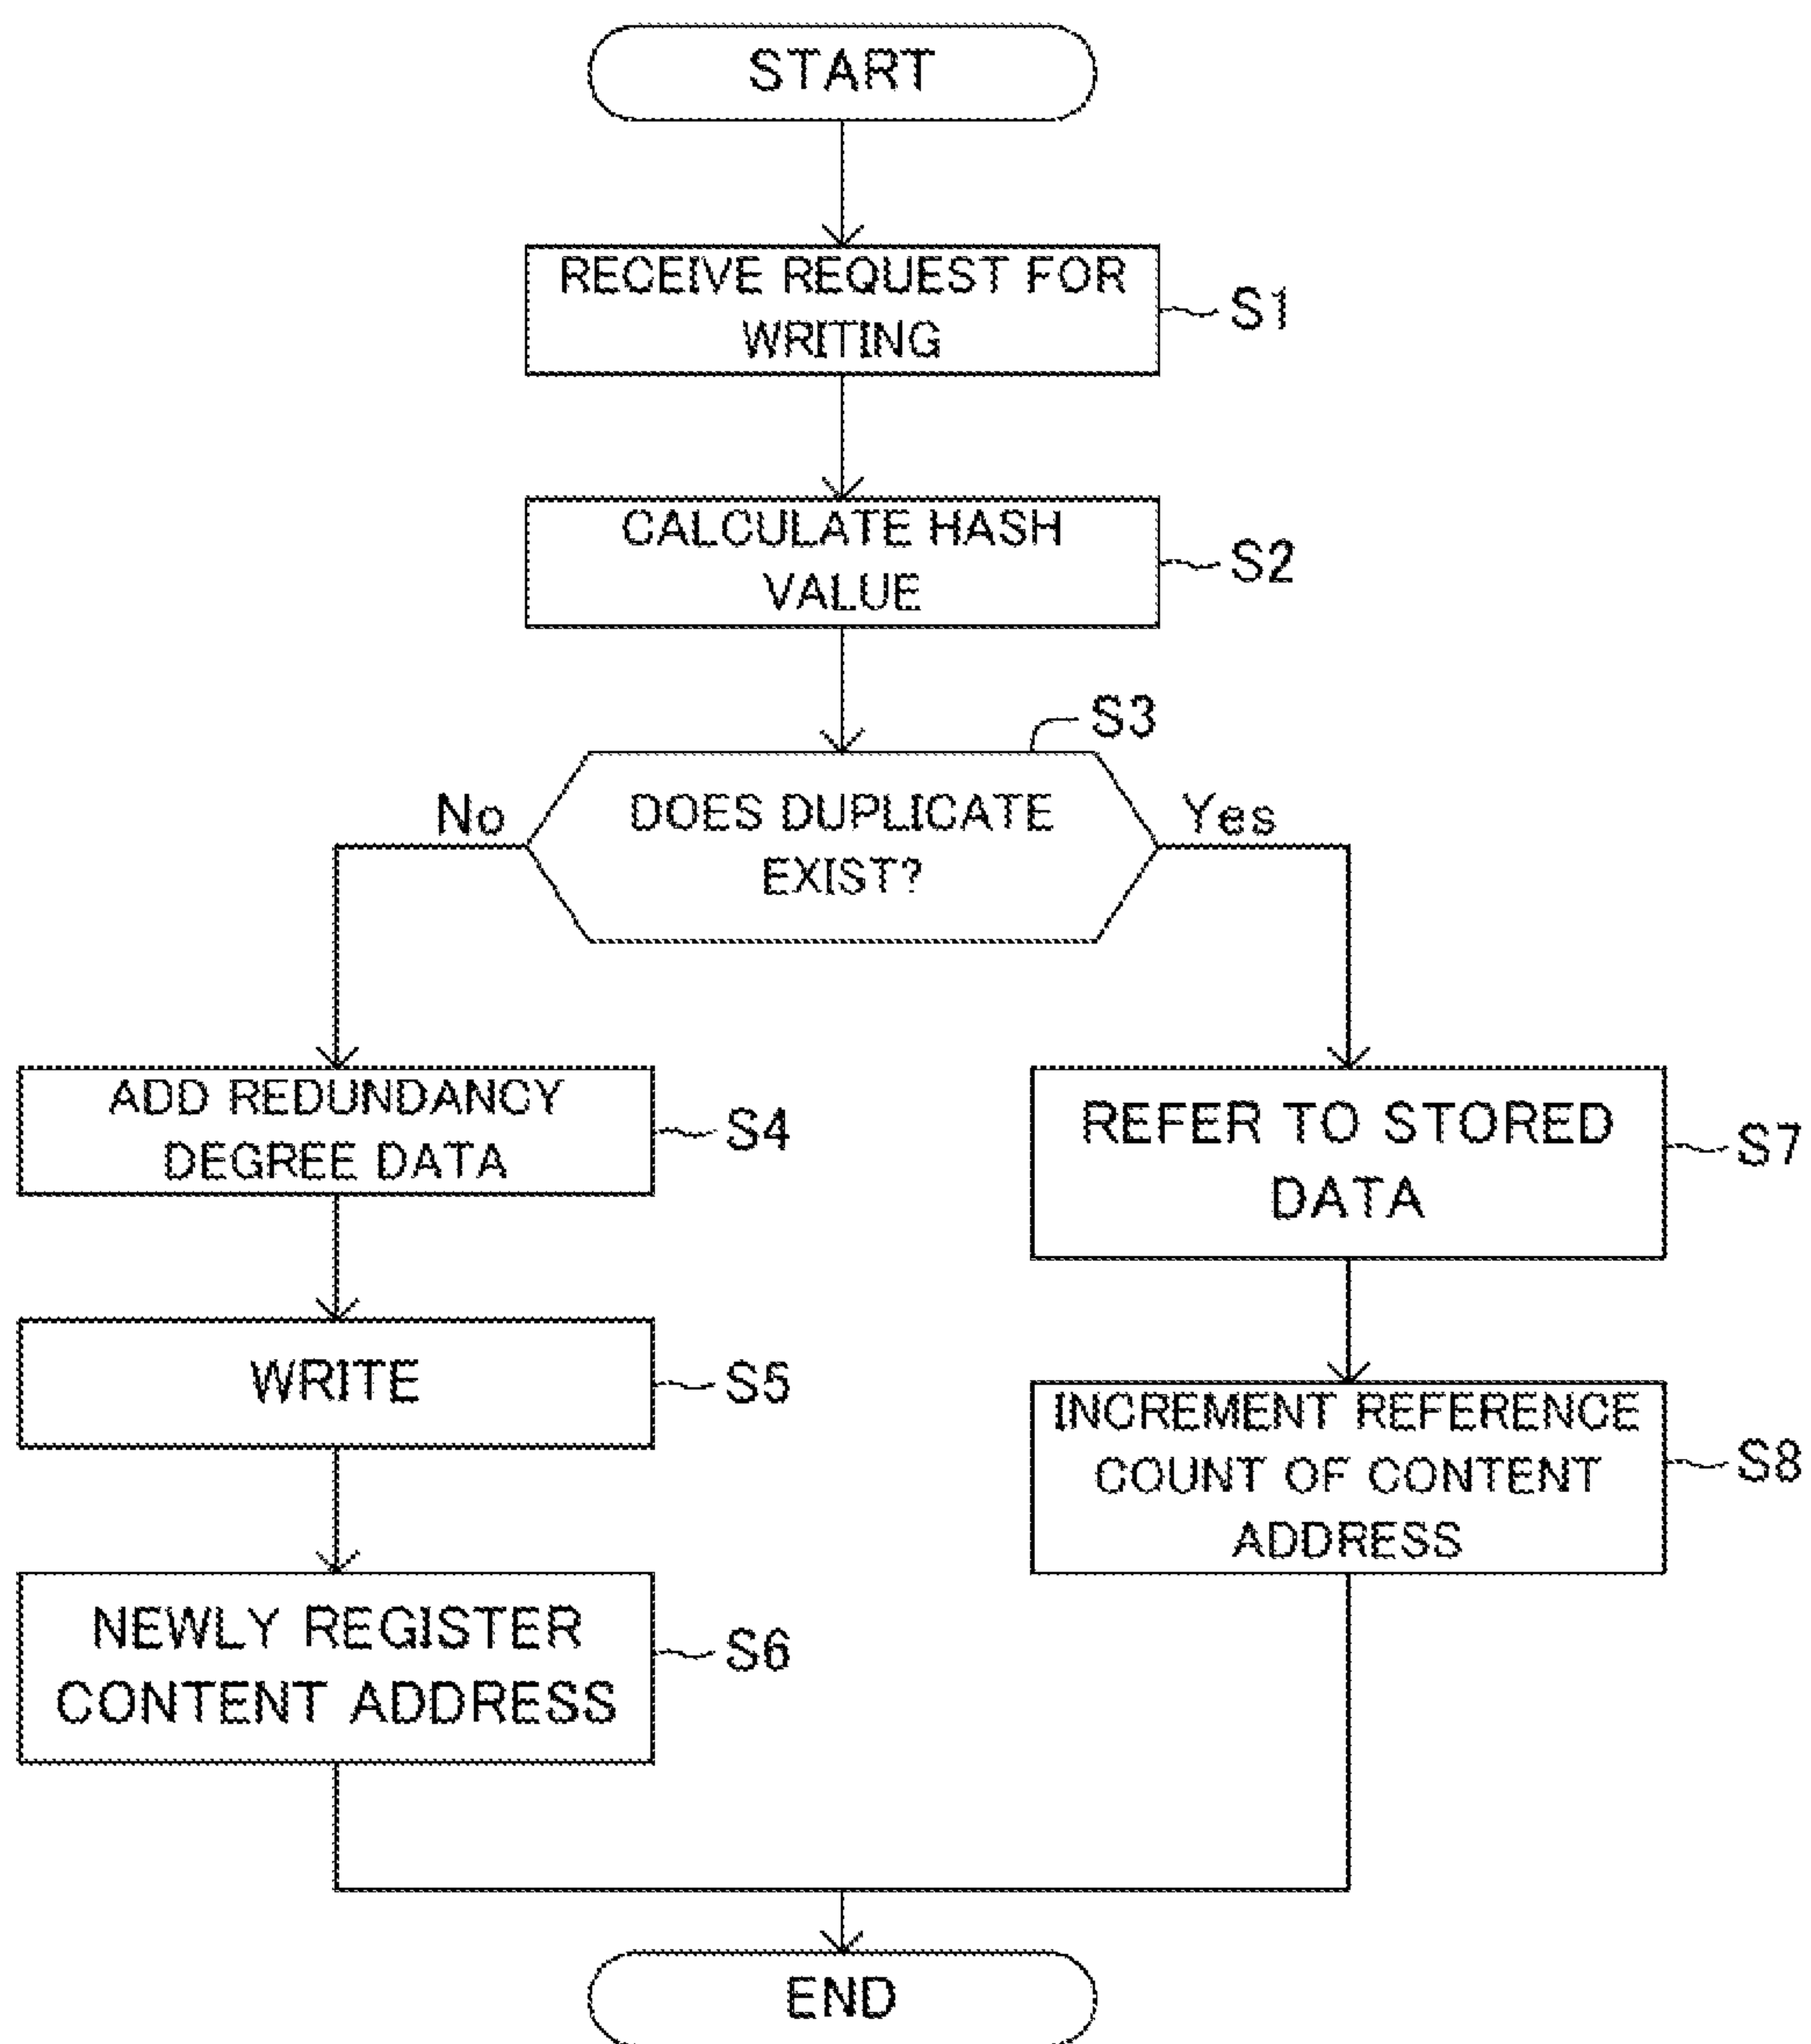 START
RECEIVE REQUEST FOR
WRITING
S1
CALCULATE HASH
VALUE
S2
S3
DOES DUPLICATE
EXIST?
No
Yes
ADD REDUNDANCY
DEGREE DATA
S4
WRITE
S5
NEWLY REGISTER
CONTENT ADDRESS
S6
REFER TO STORED
DATA
S7
INCREMENT REFERENCE
COUNT OF CONTENT
ADDRESS
S8
END